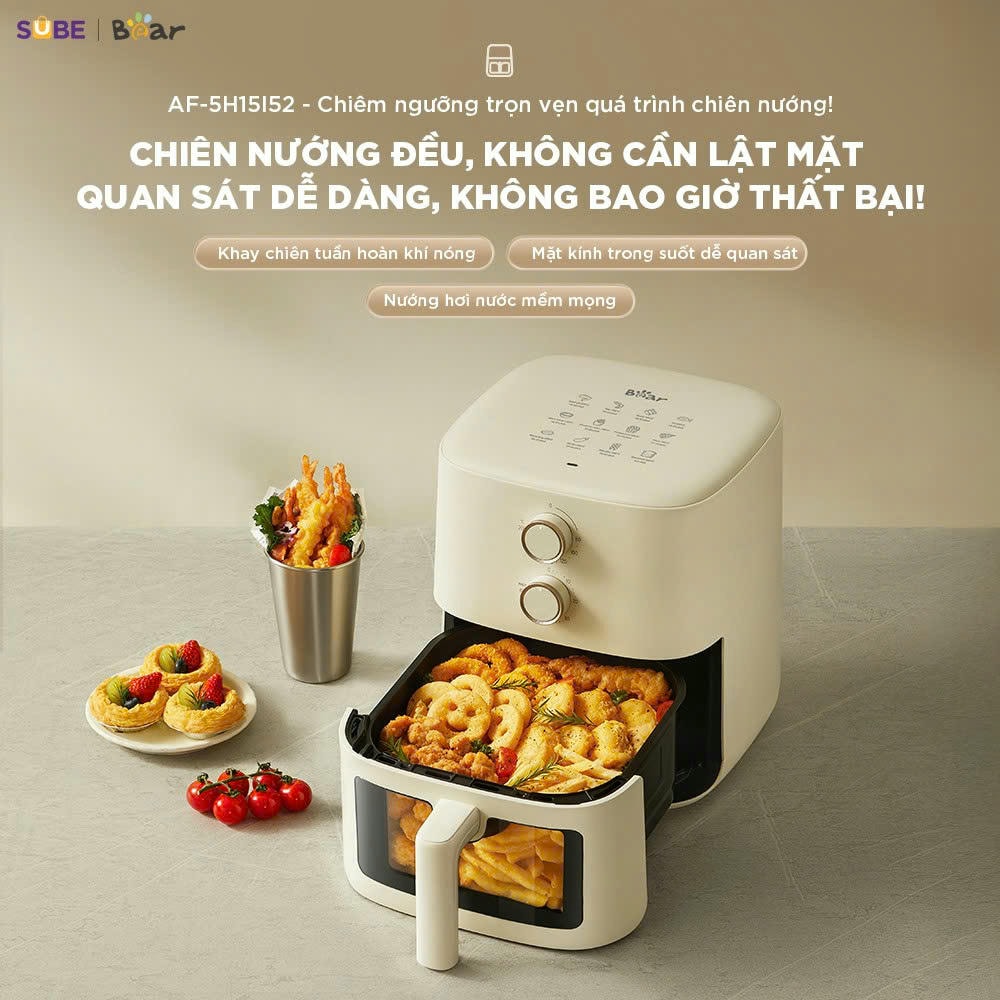 SUBE | Bear
AF-5H15I52 - Chiêm ngưỡng trọn vẹn quá trình chiên nướng!
CHIÊN NƯỚNG ĐỀU, KHÔNG CẦN LẬT MẶT
QUAN SÁT DỄ DÀNG, KHÔNG BAO GIỜ THẤT BẠI!
Khay chiên tuần hoàn khí nóng
Mặt kính trong suốt dễ quan sát
Nướng hơi nước mềm mọng
Bear